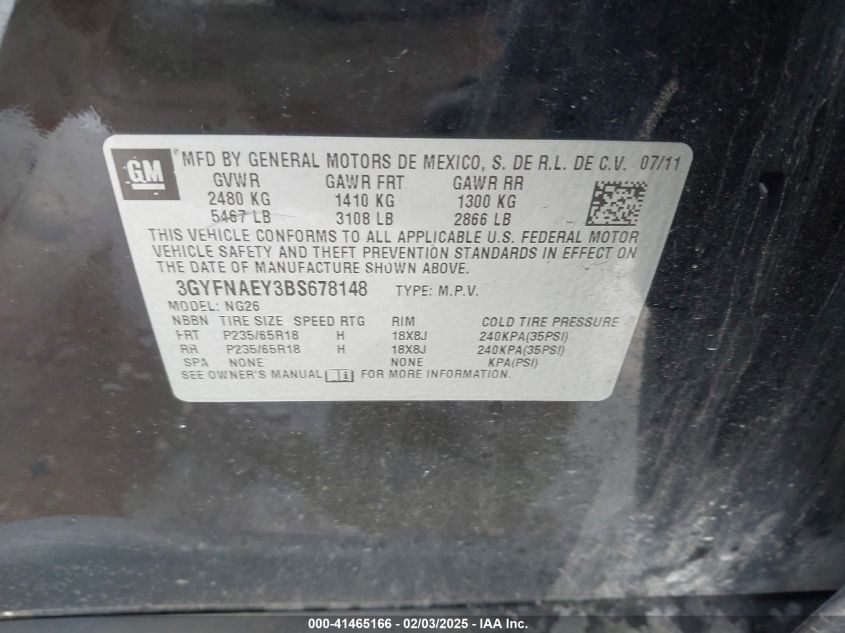 GM
MFD BY GENERAL MOTORS DE MEXICO, S. DE R.L. DE C.V. 07/11
GVWR GAWR FRT GAWR RR
2480 KG 1410 KG 1300 KG
5467 LB 3108 LB 2866 LB
THIS VEHICLE CONFORMS TO ALL APPLICABLE U.S. FEDERAL MOTOR
VEHICLE SAFETY AND THEFT PREVENTION STANDARDS IN EFFECT ON
THE DATE OF MANUFACTURE SHOWN ABOVE.
3GYFNAEY3BS678148 TYPE: M.P.V.
MODEL: NG26
NBBN TIRE SIZE SPEED RTG RIM COLD TIRE PRESSURE
FRT P235/65R18 H 18X8J 240KPA(35PSI)
RR P235/65R18 H 18X8J 240KPA(35PSI)
SPA NONE NONE KPA(PSI)
SEE OWNER'S MANUAL i FOR MORE INFORMATION.
000-41465166 - 02/03/2025 - IAA Inc.